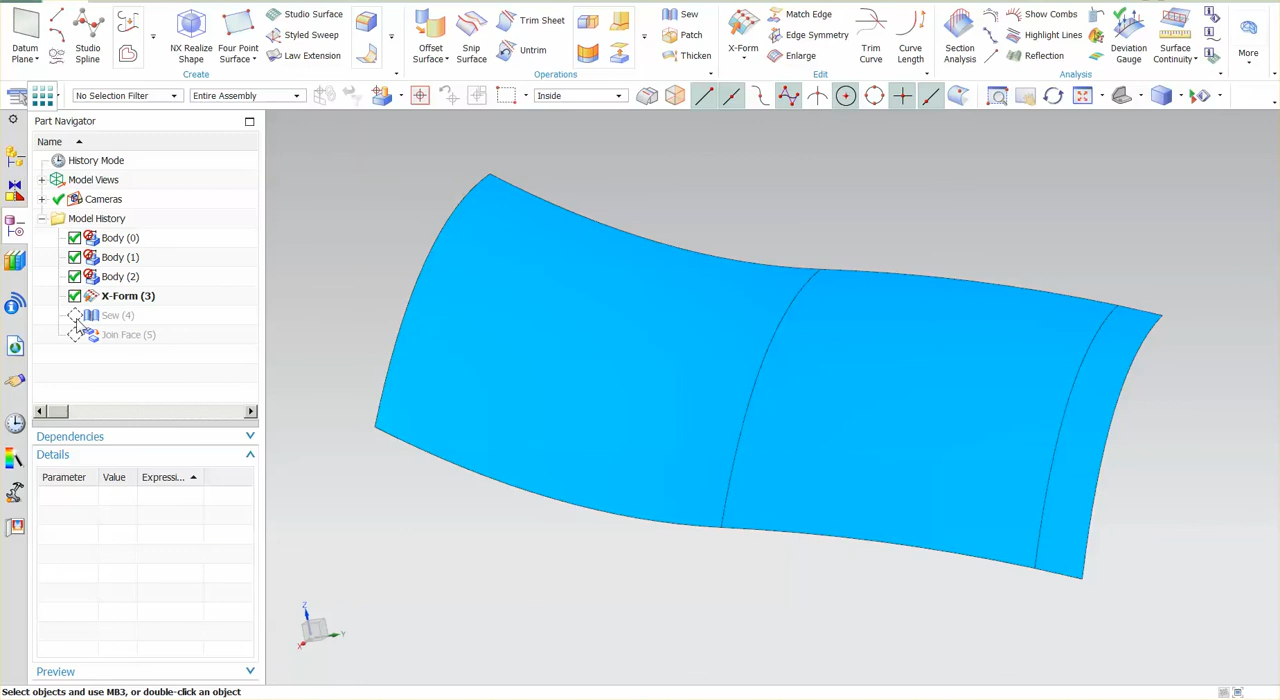 Datum Plane
Studio Spline
NX Realize Shape
Four Point Surface
Studio Surface
Styled Sweep
Law Extension
Create
Offset Surface
Snip Surface
Trim Sheet
Untrim
Operations
Sew
Patch
Thicken
X-Form
Match Edge
Edge Symmetry
Enlarge
Trim Curve
Curve Length
Edit
Section Analysis
Show Combs
Highlight Lines
Reflection
Deviation Gauge
Surface Continuity
Analysis
More
No Selection Filter
Entire Assembly
Inside
Part Navigator
Name
History Mode
Model Views
Cameras
Model History
Body (0)
Body (1)
Body (2)
X-Form (3)
Sew (4)
Join Face (5)
Dependencies
Details
Parameter Value Expressi...
Preview
Z
Y
X
Select objects and use MB3, or double-click an object